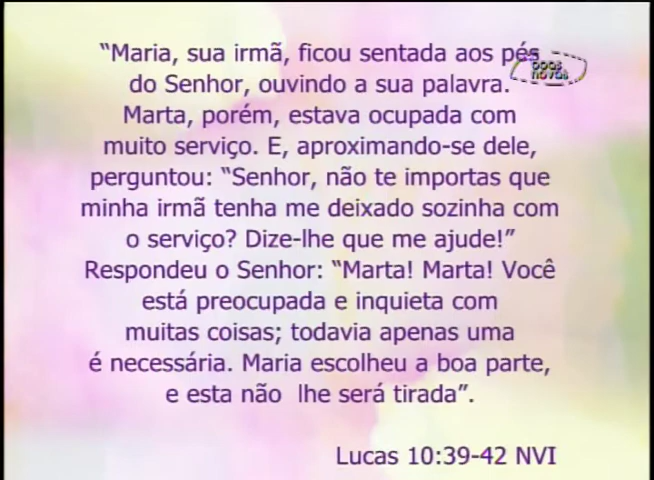 “Maria, sua irmã, ficou sentada aos pés
do Senhor, ouvindo a sua palavra.
Marta, porém, estava ocupada com
muito serviço. E, aproximando-se dele,
perguntou: “Senhor, não te importas que
minha irmã tenha me deixado sozinha com
o serviço? Dize-lhe que me ajude!”
Respondeu o Senhor: “Marta! Marta! Você
está preocupada e inquieta com
muitas coisas; todavia apenas uma
é necessária. Maria escolheu a boa parte,
e esta não  lhe será tirada”.
Lucas 10:39-42 NVI
boas
novas